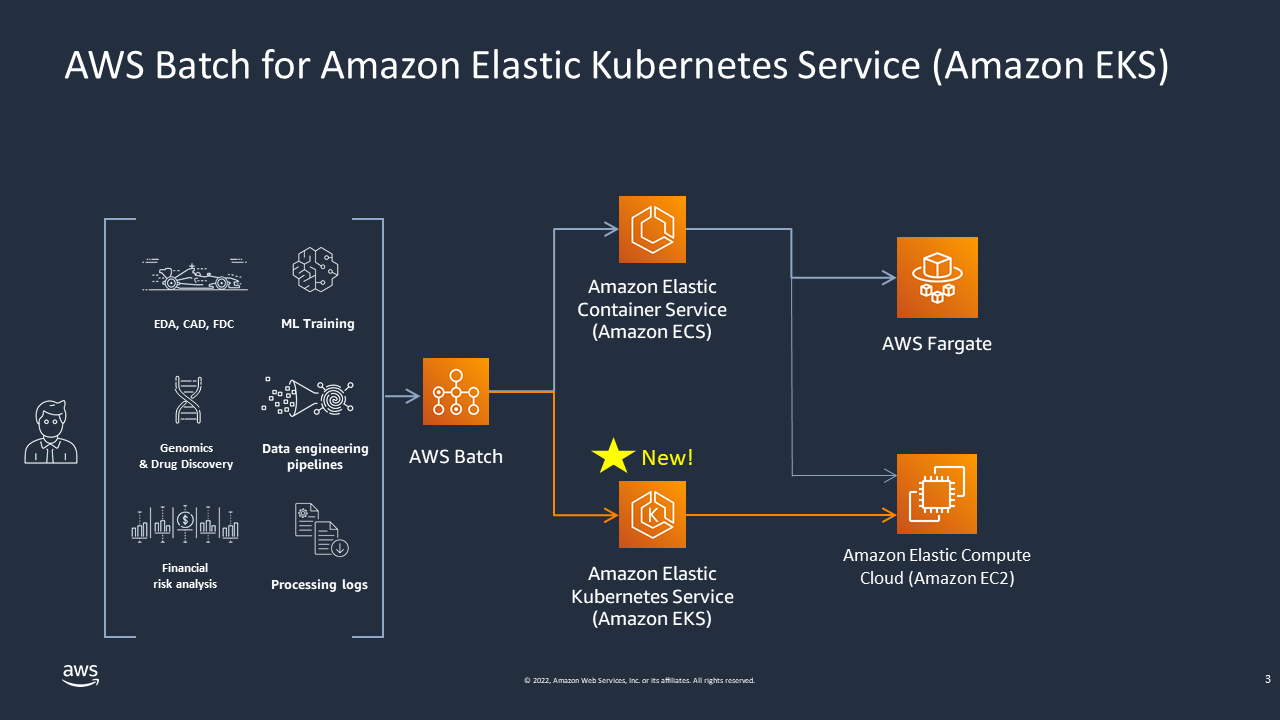 AWS Batch for Amazon Elastic Kubernetes Service (Amazon EKS)
EDA, CAD, FDC
ML Training
Genomics
& Drug Discovery
Data engineering
pipelines
$
Financial
risk analysis
Processing logs
AWS Batch
Amazon Elastic
Container Service
(Amazon ECS)
New!
K
Amazon Elastic
Kubernetes Service
(Amazon EKS)
AWS Fargate
Amazon Elastic Compute
Cloud (Amazon EC2)
aws
© 2022, Amazon Web Services, Inc. or its affiliates. All rights reserved.
3